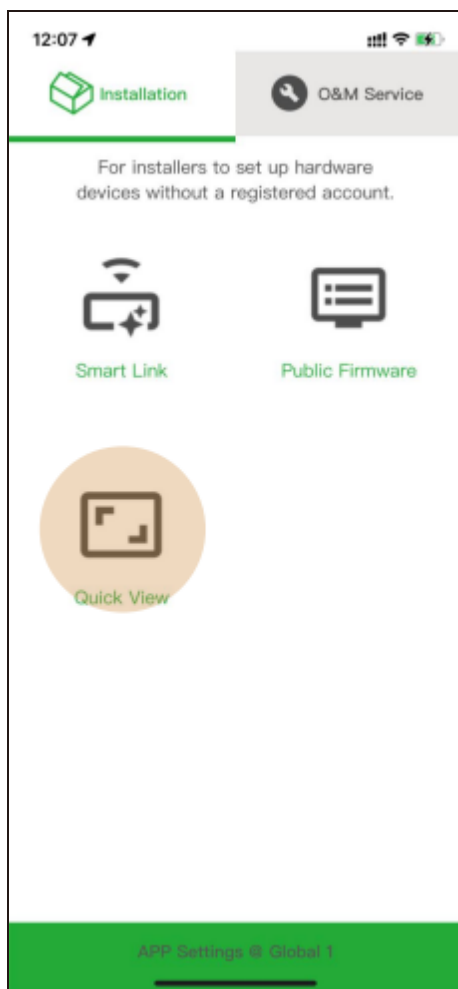 12:07
Installation
O&M Service
For installers to set up hardware
devices without a registered account.
Smart Link
Public Firmware
Quick View
APP Settings @ Global 1